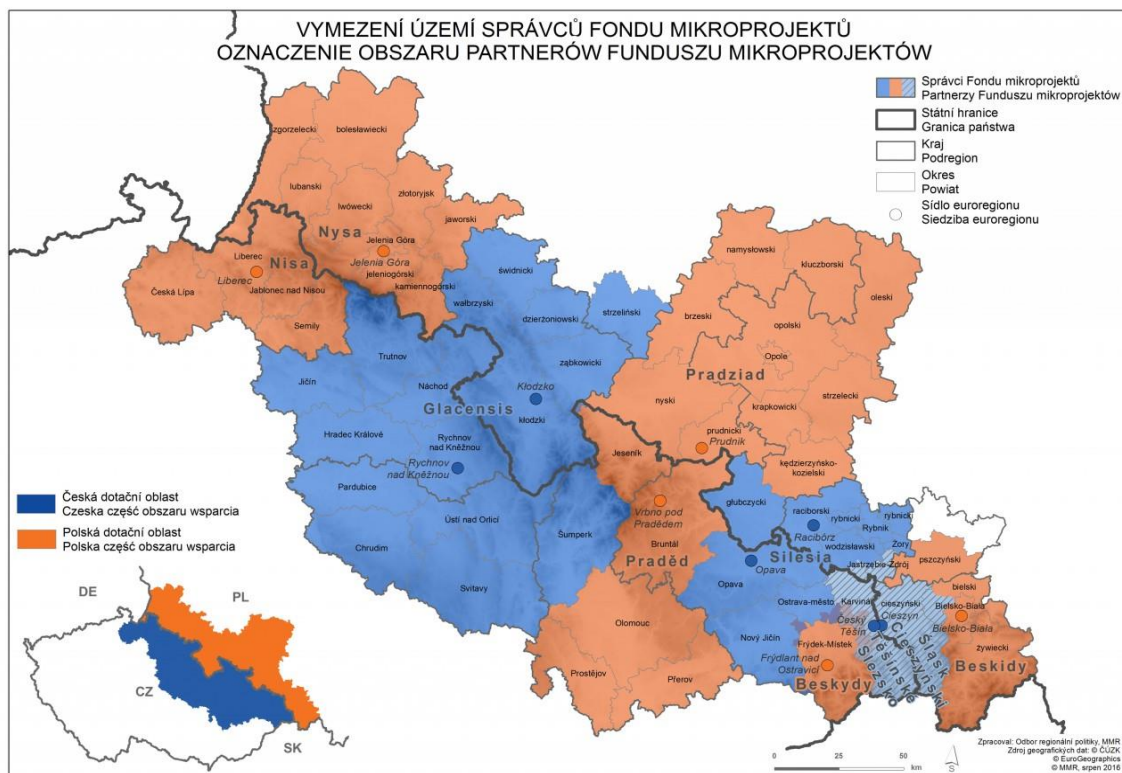 VYMEZENÍ ÚZEMÍ SPRÁVCŮ FONDU MIKROPROJEKTŮ
OZNACZENIE OBSZARU PARTNERÓW FUNDUSZU MIKROPROJEKTÓW
Správci Fondu mikroprojektů
Partnerzy Funduszu mikroprojektów
Státní hranice
Granica państwa
Kraj
Podregion
Okres
Powiat
Sídlo euroregionu
Siedziba euroregionu
zgorzelecki
bolesławiecki
lubanski
lwówecki
złotoryjsk
jaworski
Nysa
Jelenia Góra
Jelenia Góra
jeleniogórski
kamiennogórski
Liberec
Nisa
Liberec
Česká Lípa
Jablonec nad Nisou
Semily
świdnicki
wałbrzyski
dzierżoniowski
strzeliński
ząbkowicki
Kłodzko
kłodzki
Glacensis
Trutnov
Jičín
Náchod
Hradec Králové
Rychnov
nad Kněžnou
Rychnov
nad Kněžnou
Pardubice
Ústí nad Orlicí
Chrudim
Svitavy
Šumperk
namysłowski
kluczborski
oleski
brzeski
opolski
Opole
Pradziad
nyski
krapkowicki
strzelecki
prudnicki
Prudnik
kędzierzyńsko-
kozielski
Jeseník
Vrbno pod
Pradědem
Bruntál
Praděd
Olomouc
Prostějov
Přerov
głubczycki
raciborski
Racibórz
rybnicki
Rybnik
rybnicki
Żory
wodzisławski
Jastrzębie-Zdrój
Silesia
Opava
Opava
Ostrava-město
Karviná
Nový Jičín
pszczyński
bielski
Bielsko-Biała
Bielsko-Biała
cieszyński
Cieszyn
Český
Těšín
Těšínské
Slezsko
Śląsk
Cieszyński
Frýdek-Místek
Frýdlant nad
Ostravicí
Beskydy
żywiecki
Beskidy
Česká dotační oblast
Czeska część obszaru wsparcia
Polská dotační oblast
Polska część obszaru wsparcia
DE
PL
CZ
SK
0 25 50
km
S
Zpracoval: Odbor regionální politiky, MMR
Zdroj geografických dat: © ČÚZK
© EuroGeographics
© MMR, srpen 2016